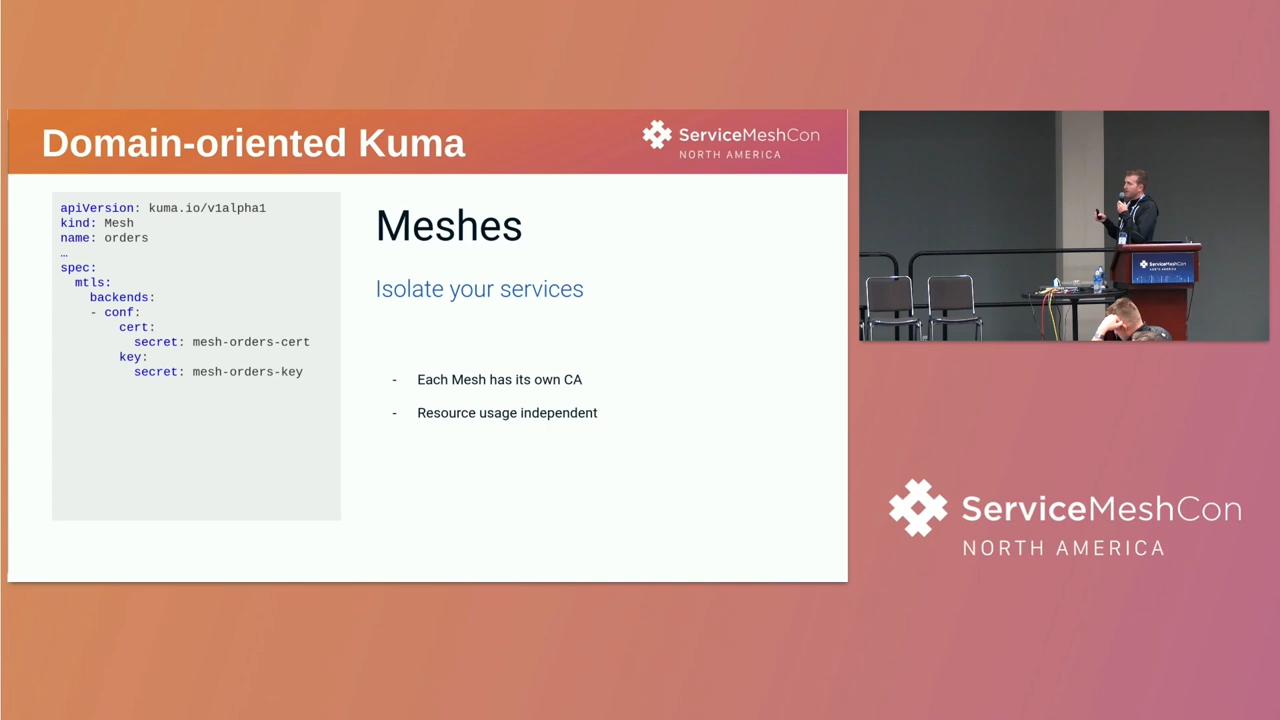 Domain-oriented Kuma
ServiceMeshCon
NORTH AMERICA
apiVersion: kuma.io/v1alpha1
kind: Mesh
name: orders
…
spec:
  mtls:
    backends:
    - conf:
        cert:
          secret: mesh-orders-cert
        key:
          secret: mesh-orders-key
Meshes
Isolate your services
- Each Mesh has its own CA
- Resource usage independent
ServiceMeshCon
ServiceMeshCon
NORTH AMERICA